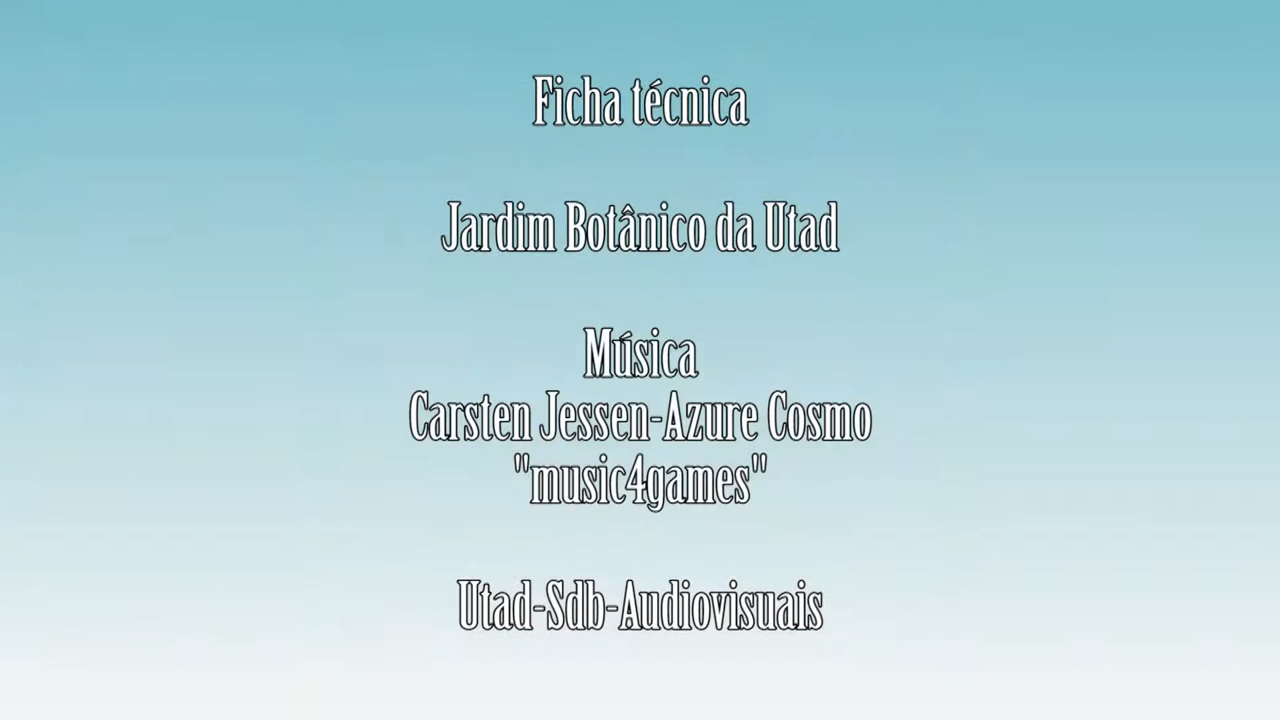 Ficha técnica
Jardim Botânico da Utad
Música
Carsten Jessen-Azure Cosmo
"music4games"
Utad-Sdb-Audiovisuais